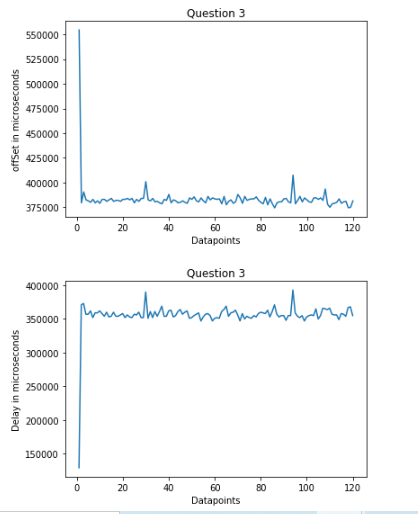 Question 3
offSet in microseconds
550000
525000
500000
475000
450000
425000
400000
375000
0 20 40 60 80 100 120
Datapoints
Question 3
Delay in microseconds
400000
350000
300000
250000
200000
150000
0 20 40 60 80 100 120
Datapoints